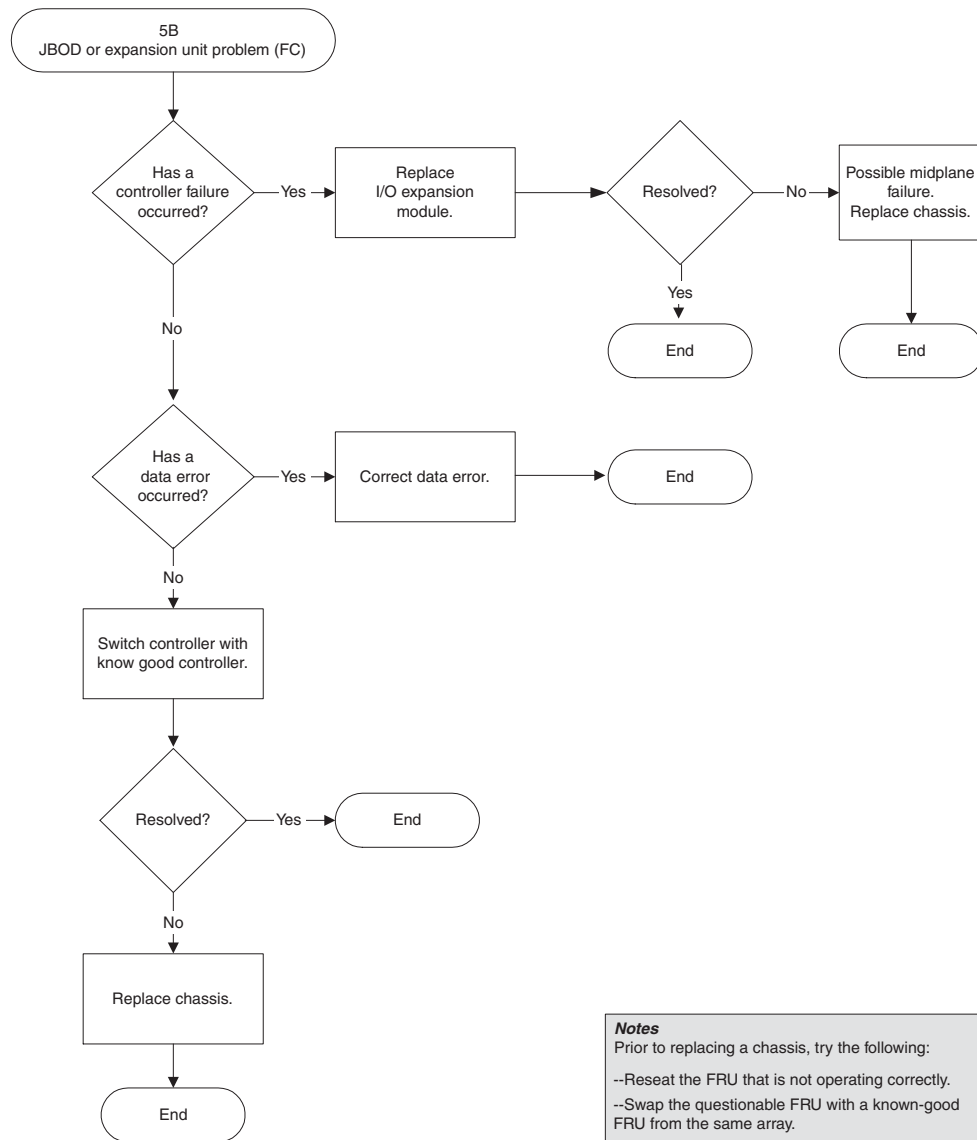 5B
JBOD or expansion unit problem (FC)
Has a
controller failure
occurred?
Yes
Replace
I/O expansion
module.
Resolved?
No
Possible midplane
failure.
Replace chassis.
Yes
No
End
End
Has a
data error
occurred?
Yes
Correct data error.
End
No
Switch controller with
know good controller.
Resolved?
Yes
End
No
Replace chassis.
End
Notes
Prior to replacing a chassis, try the following:
--Reseat the FRU that is not operating correctly.
--Swap the questionable FRU with a known-good
FRU from the same array.